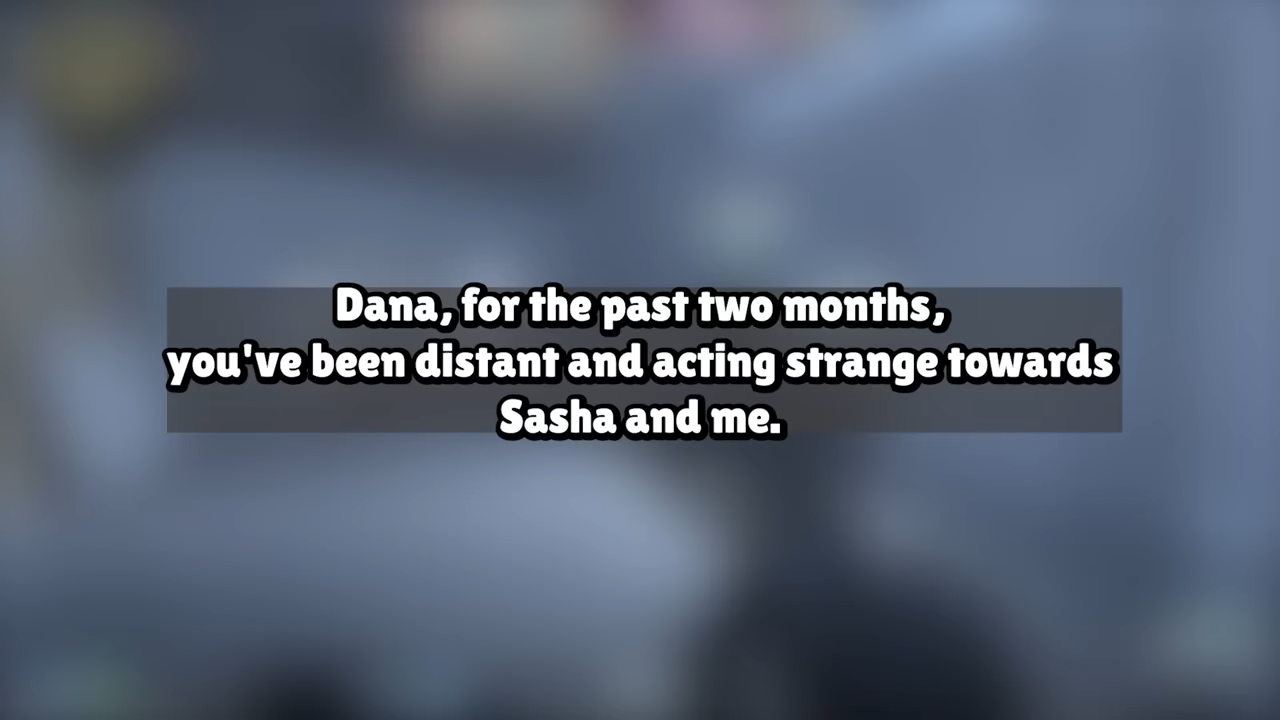 Dana, for the past two months,
you've been distant and acting strange towards
Sasha and me.